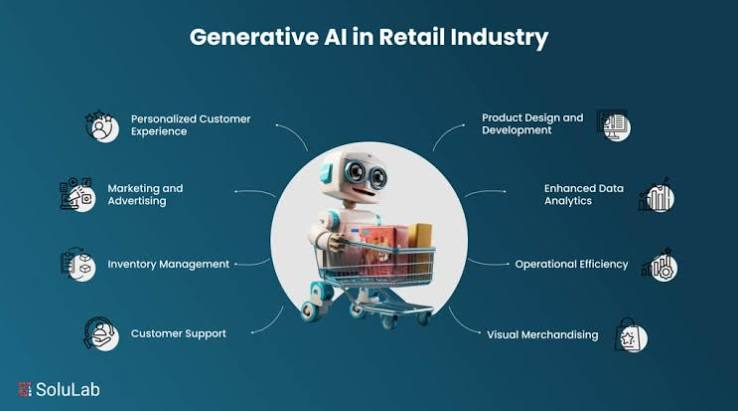 Generative AI in Retail Industry
Personalized Customer
Experience
Marketing and
Advertising
Inventory Management
Customer Support
Product Design and
Development
Enhanced Data
Analytics
Operational Efficiency
Visual Merchandising
SoluLab